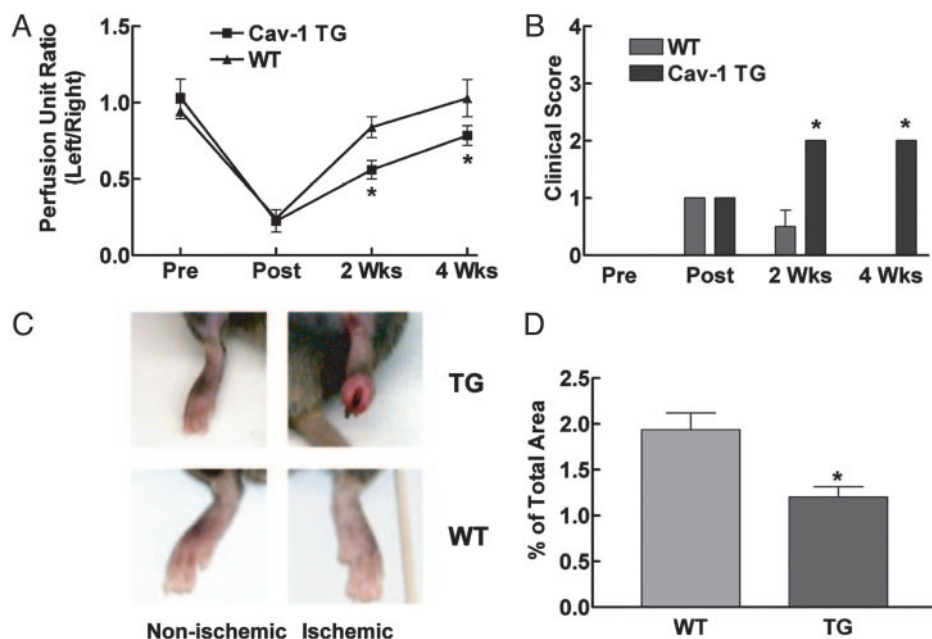 A
Perfusion Unit Ratio
(Left/Right)
1.5
1.0
0.5
0.0
Cav-1 TG
WT
*
*
Pre
Post
2 Wks
4 Wks
B
Clinical Score
4
3
2
1
0
WT
Cav-1 TG
*
*
Pre
Post
2 Wks
4 Wks
C
TG
WT
Non-ischemic
Ischemic
D
% of Total Area
2.5
2.0
1.5
1.0
0.5
0.0
*
WT
TG